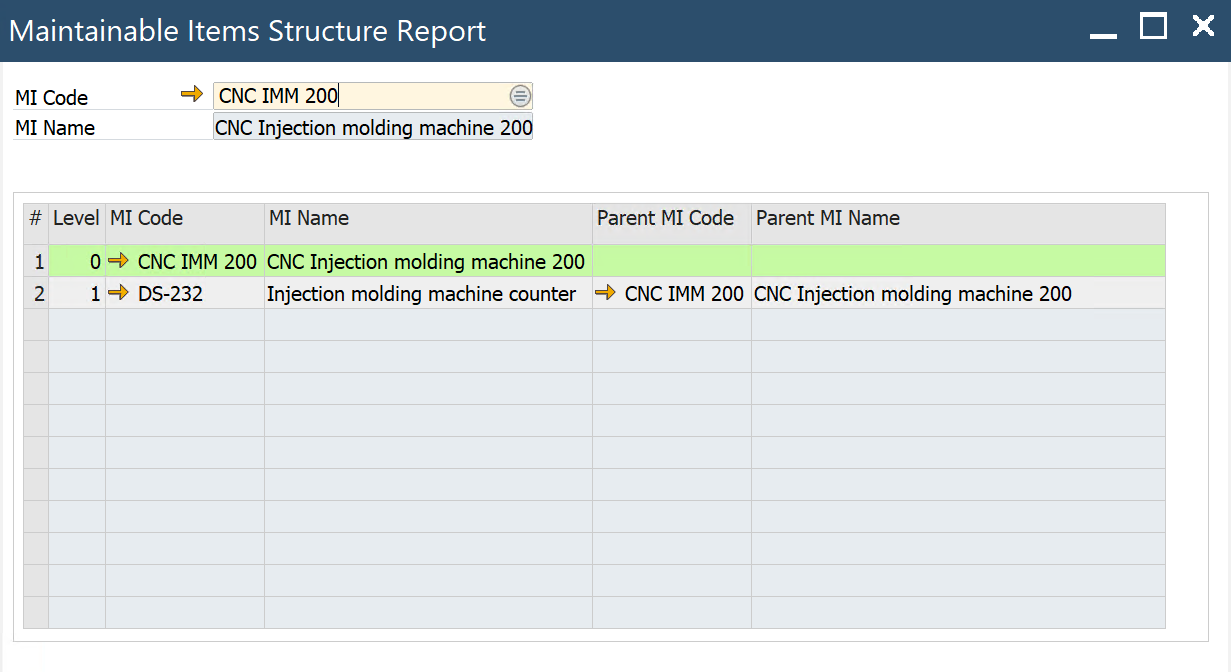 Maintainable Items Structure Report
MI Code CNC IMM 200
MI Name CNC Injection molding machine 200
# Level MI Code MI Name Parent MI Code Parent MI Name
1 0 CNC IMM 200 CNC Injection molding machine 200
2 1 DS-232 Injection molding machine counter CNC IMM 200 CNC Injection molding machine 200